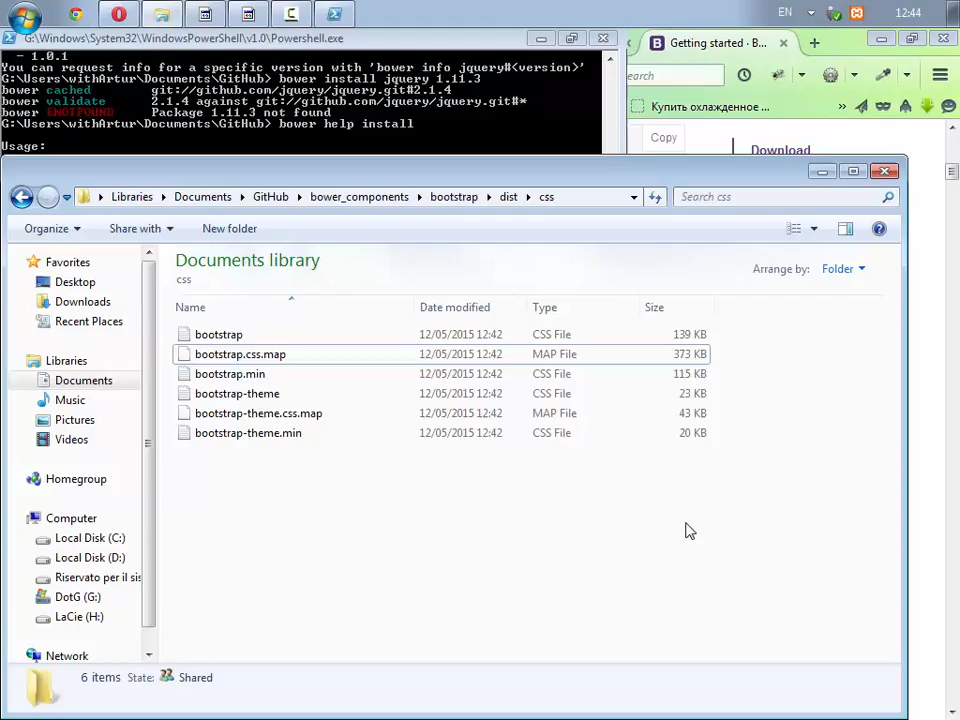 EN
12:44
G:\Windows\System32\WindowsPowerShell\v1.0\Powershell.exe
- 1.0.1
You can request info for a specific version with 'bower info jquery#<version>'
G:\Users\withArtur\Documents\GitHub> bower install jquery 1.11.3
bower cached git://github.com/jquery/jquery.git#2.1.4
bower validate 2.1.4 against git://github.com/jquery/jquery.git#*
bower ENOTFOUND Package 1.11.3 not found
G:\Users\withArtur\Documents\GitHub> bower help install
Usage:
B Getting started · B...
search
Купить охлажденное
Copy
Download
Libraries Documents GitHub bower_components bootstrap dist css
Search css
Organize Share with New folder
Favorites
Desktop
Downloads
Recent Places
Libraries
Documents
Music
Pictures
Videos
Homegroup
Computer
Local Disk (C:)
Local Disk (D:)
Riservato per il sis
DotG (G:)
LaCie (H:)
Network
Documents library
css
Arrange by: Folder
Name Date modified Type Size
bootstrap 12/05/2015 12:42 CSS File 139 KB
bootstrap.css.map 12/05/2015 12:42 MAP File 373 KB
bootstrap.min 12/05/2015 12:42 CSS File 115 KB
bootstrap-theme 12/05/2015 12:42 CSS File 23 KB
bootstrap-theme.css.map 12/05/2015 12:42 MAP File 43 KB
bootstrap-theme.min 12/05/2015 12:42 CSS File 20 KB
6 items State: Shared